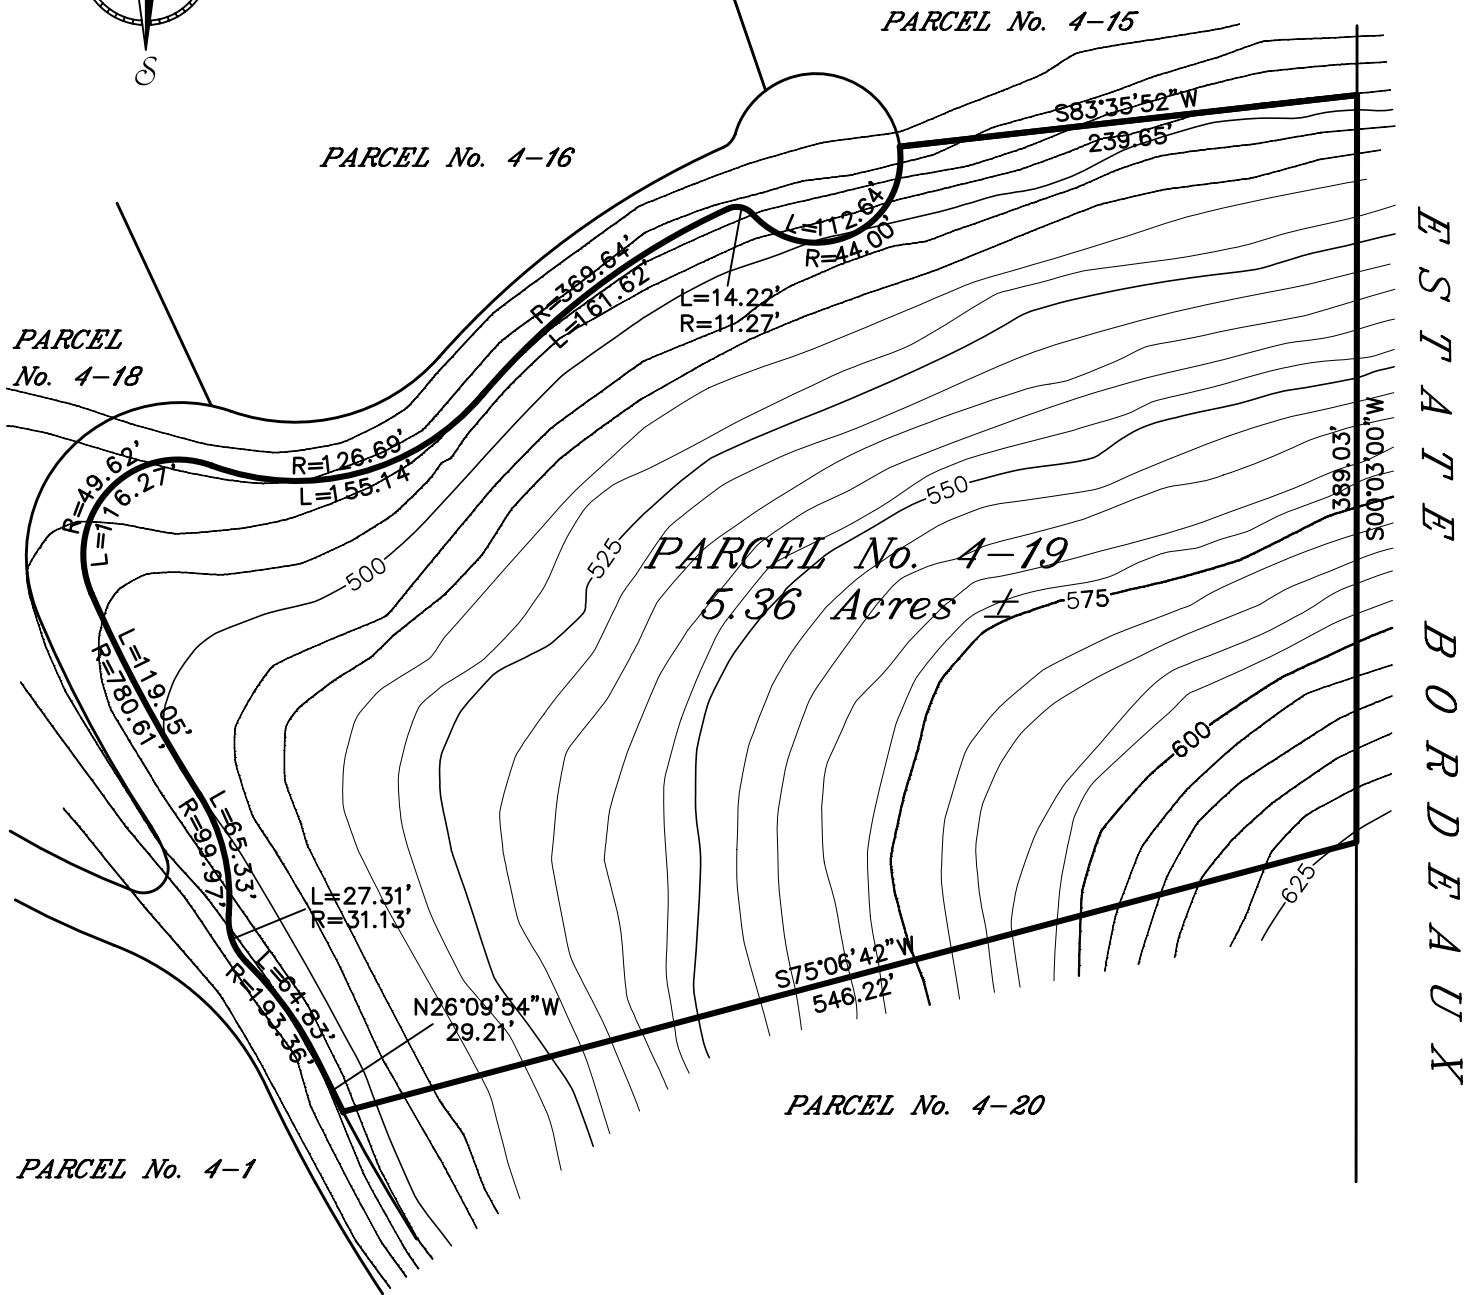 S
PARCEL No. 4-15
S83°35'52"W
239.65'
PARCEL No. 4-16
L=112.64'
R=44.00'
R=369.64'
L=161.62'
L=14.22'
R=11.27'
PARCEL
No. 4-18
R=126.69'
L=155.14'
R=49.62'
L=116.27'
389.03'
S00°03'00"W
ESTATE BORDEAUX
550
525
500
PARCEL No. 4-19
5.36 Acres ±
575
L=119.05'
R=780.61'
600
L=65.33'
R=99.97'
625
L=27.31'
R=31.13'
L=64.83'
R=193.36'
S75°06'42"W
546.22'
N26°09'54"W
29.21'
PARCEL No. 4-20
PARCEL No. 4-1